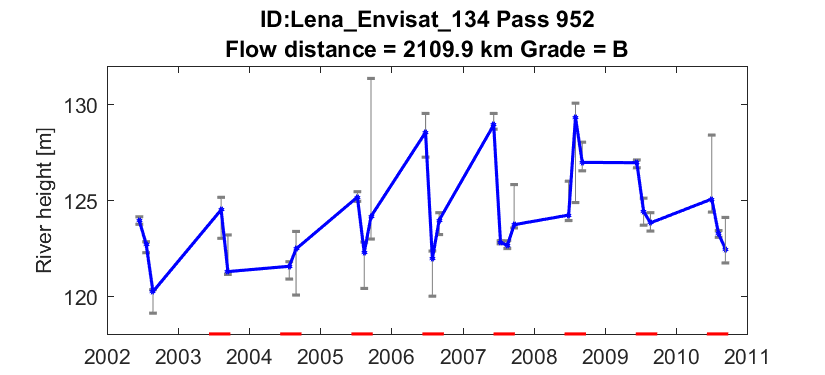 ID:Lena_Envisat_134 Pass 952
Flow distance = 2109.9 km Grade = B
River height [m]
130
125
120
2002 2003 2004 2005 2006 2007 2008 2009 2010 2011